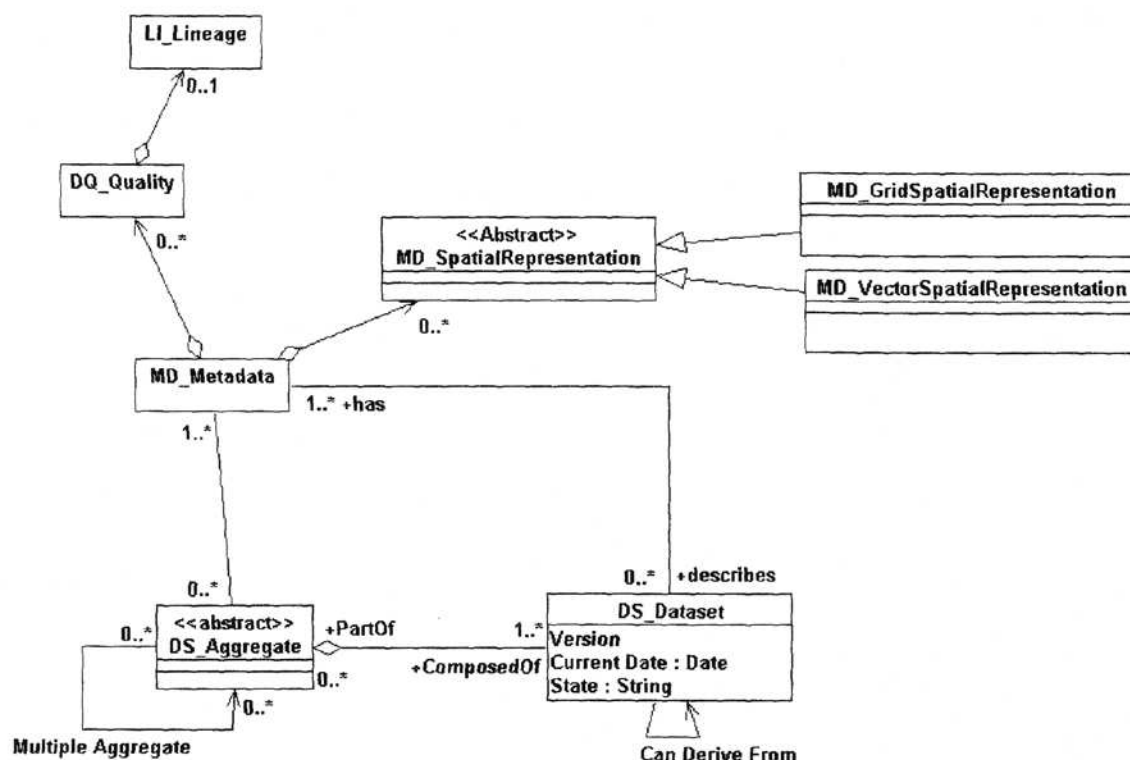 LI_Lineage
0..1
DQ_Quality
0..*
MD_GridSpatialRepresentation
<<Abstract>>
MD_SpatialRepresentation
MD_VectorSpatialRepresentation
0..*
MD_Metadata
1..* +has
1..*
0..*
0..* +describes
<<abstract>>
DS_Aggregate
0..*
+PartOf
0..*
0..*
1..*
+ComposedOf
DS_Dataset
Version
Current Date : Date
State : String
Multiple Aggregate
Can Derive From